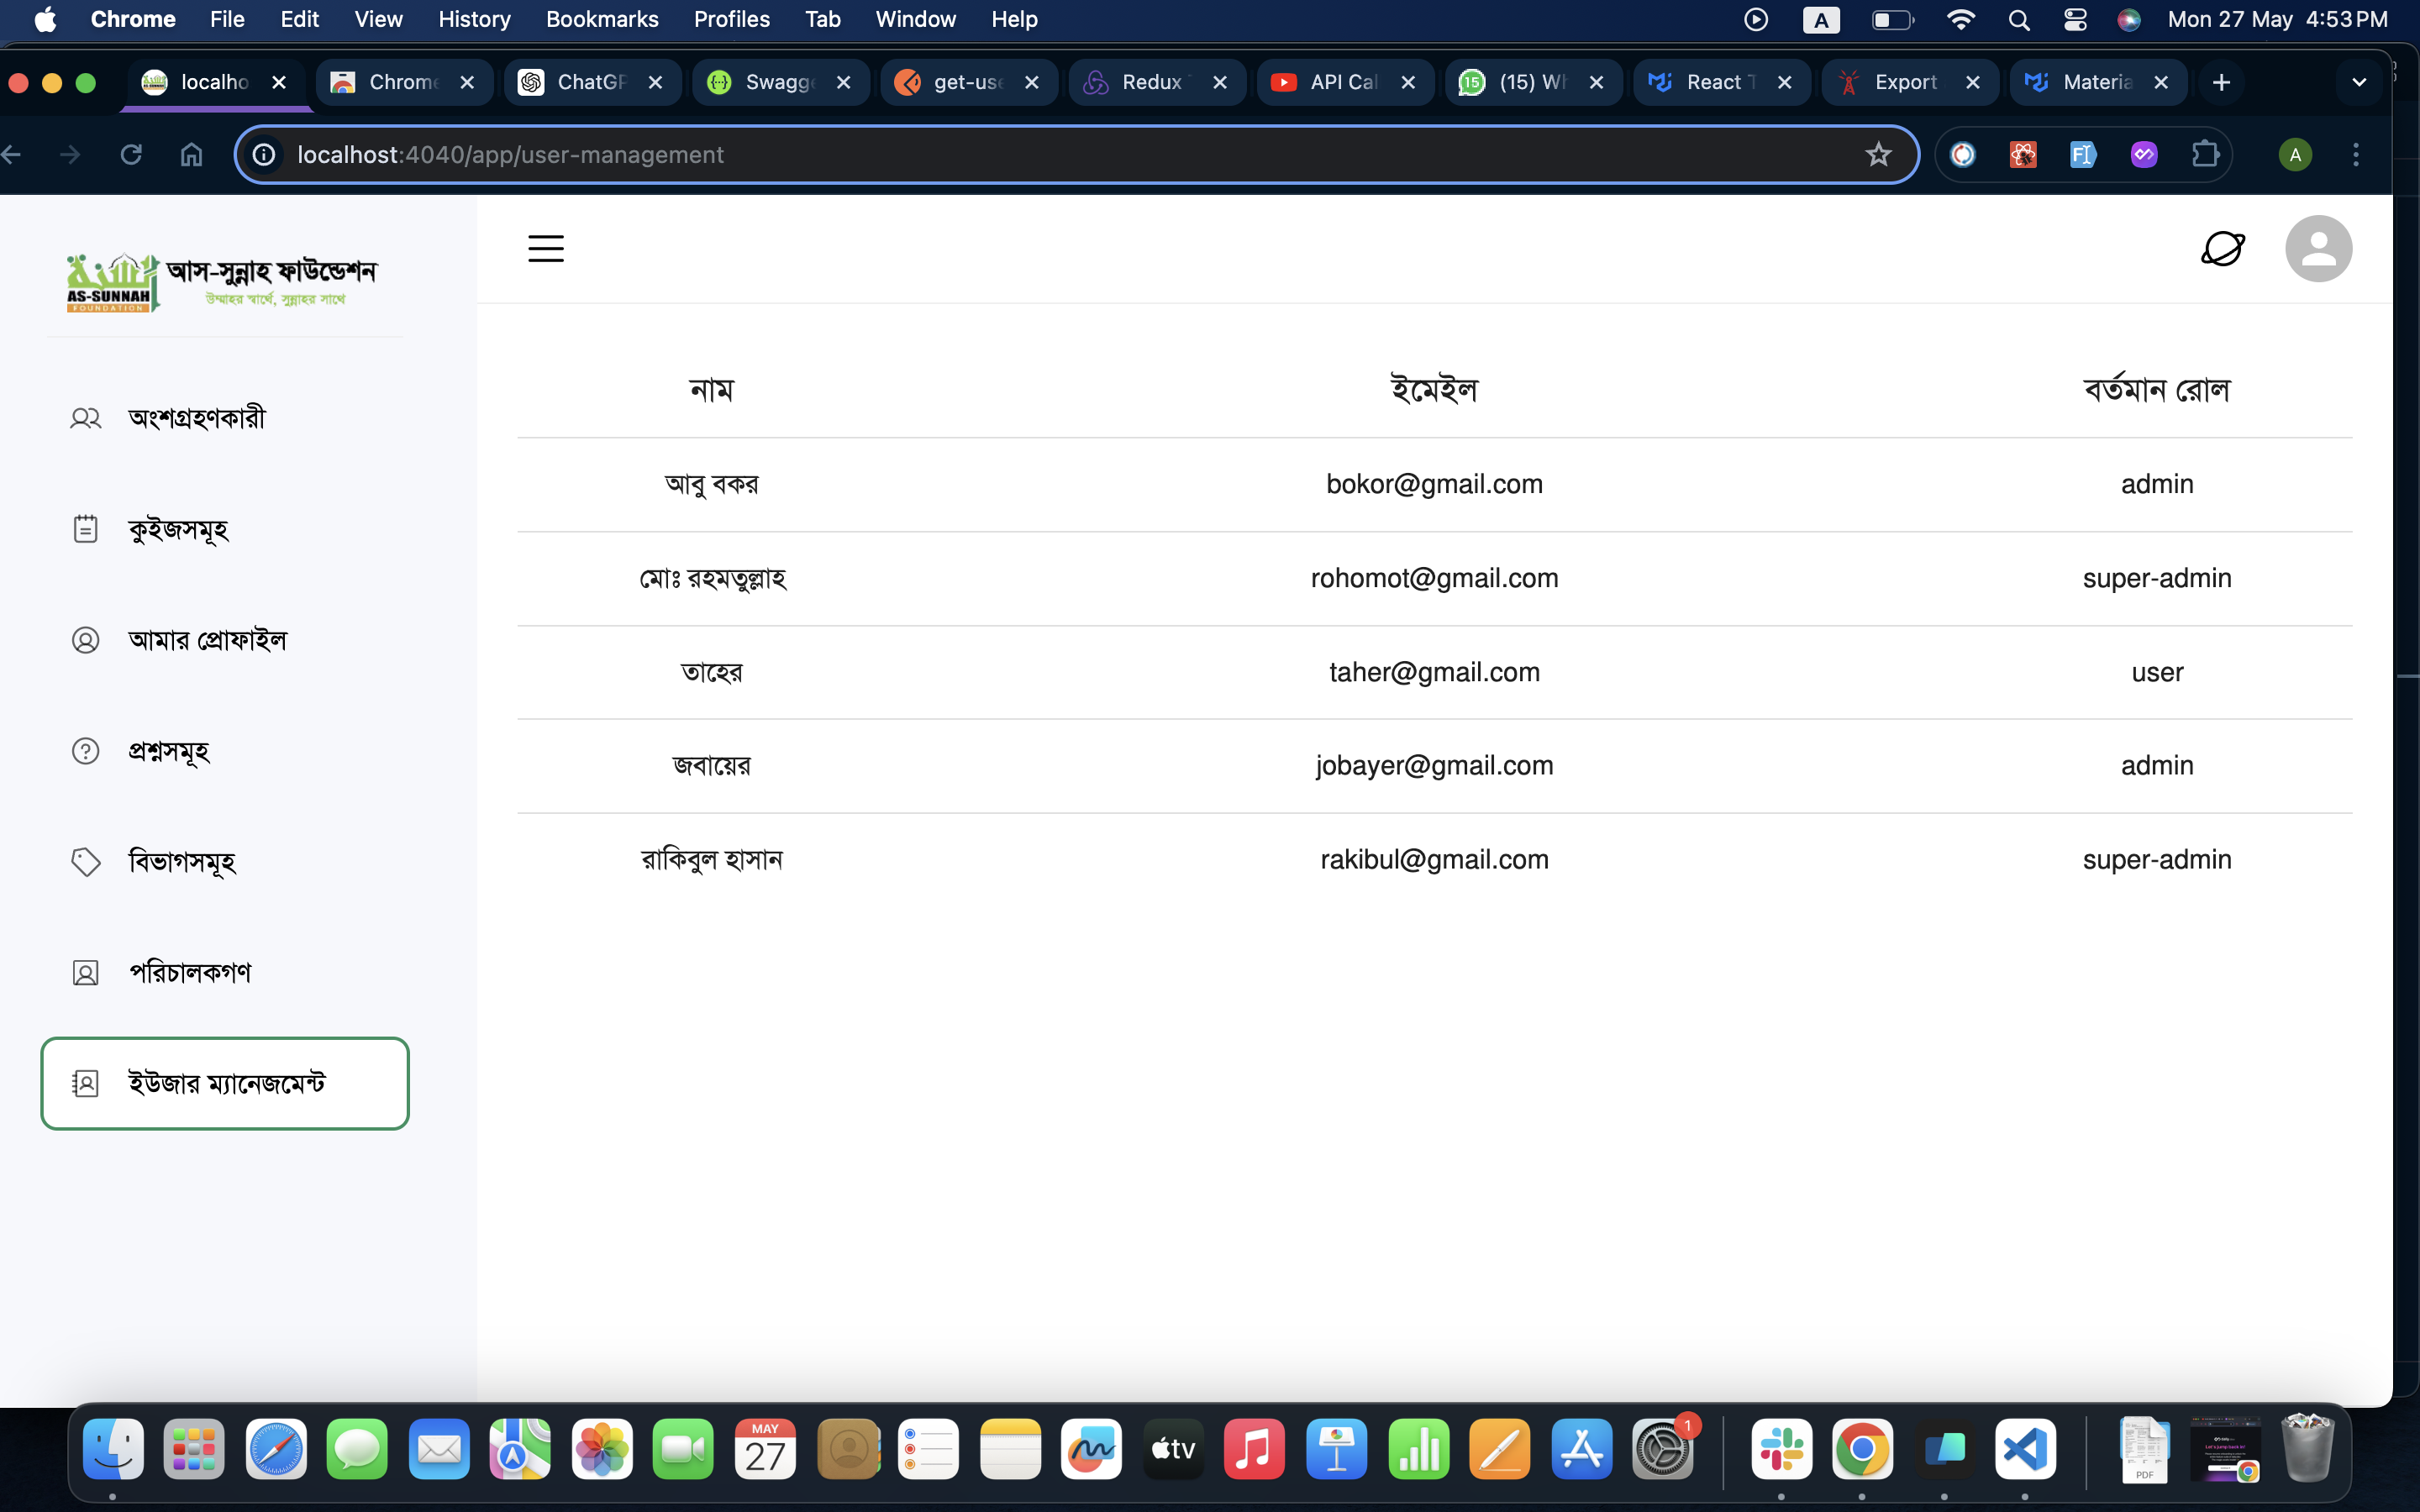 Chrome File Edit View History Bookmarks Profiles Tab Window Help A Mon 27 May 4:53 PM
localho Chrome ChatGP Swagge get-use Redux API Cal 15 (15) Wh React T Export Materia
localhost:4040/app/user-management A
আস-সুন্নাহ ফাউন্ডেশন
উম্মাহর স্বার্থে, সুন্নাহর সাথে
AS-SUNNAH
FOUNDATION
অংশগ্রহণকারী
কুইজসমূহ
আমার প্রোফাইল
প্রশ্নসমূহ
বিভাগসমূহ
পরিচালকগণ
ইউজার ম্যানেজমেন্ট
নাম ইমেইল বর্তমান রোল
আবু বকর bokor@gmail.com admin
মোঃ রহমতুল্লাহ rohomot@gmail.com super-admin
তাহের taher@gmail.com user
জবায়ের jobayer@gmail.com admin
রাকিবুল হাসান rakibul@gmail.com super-admin
MAY
27
tv
1
PDF